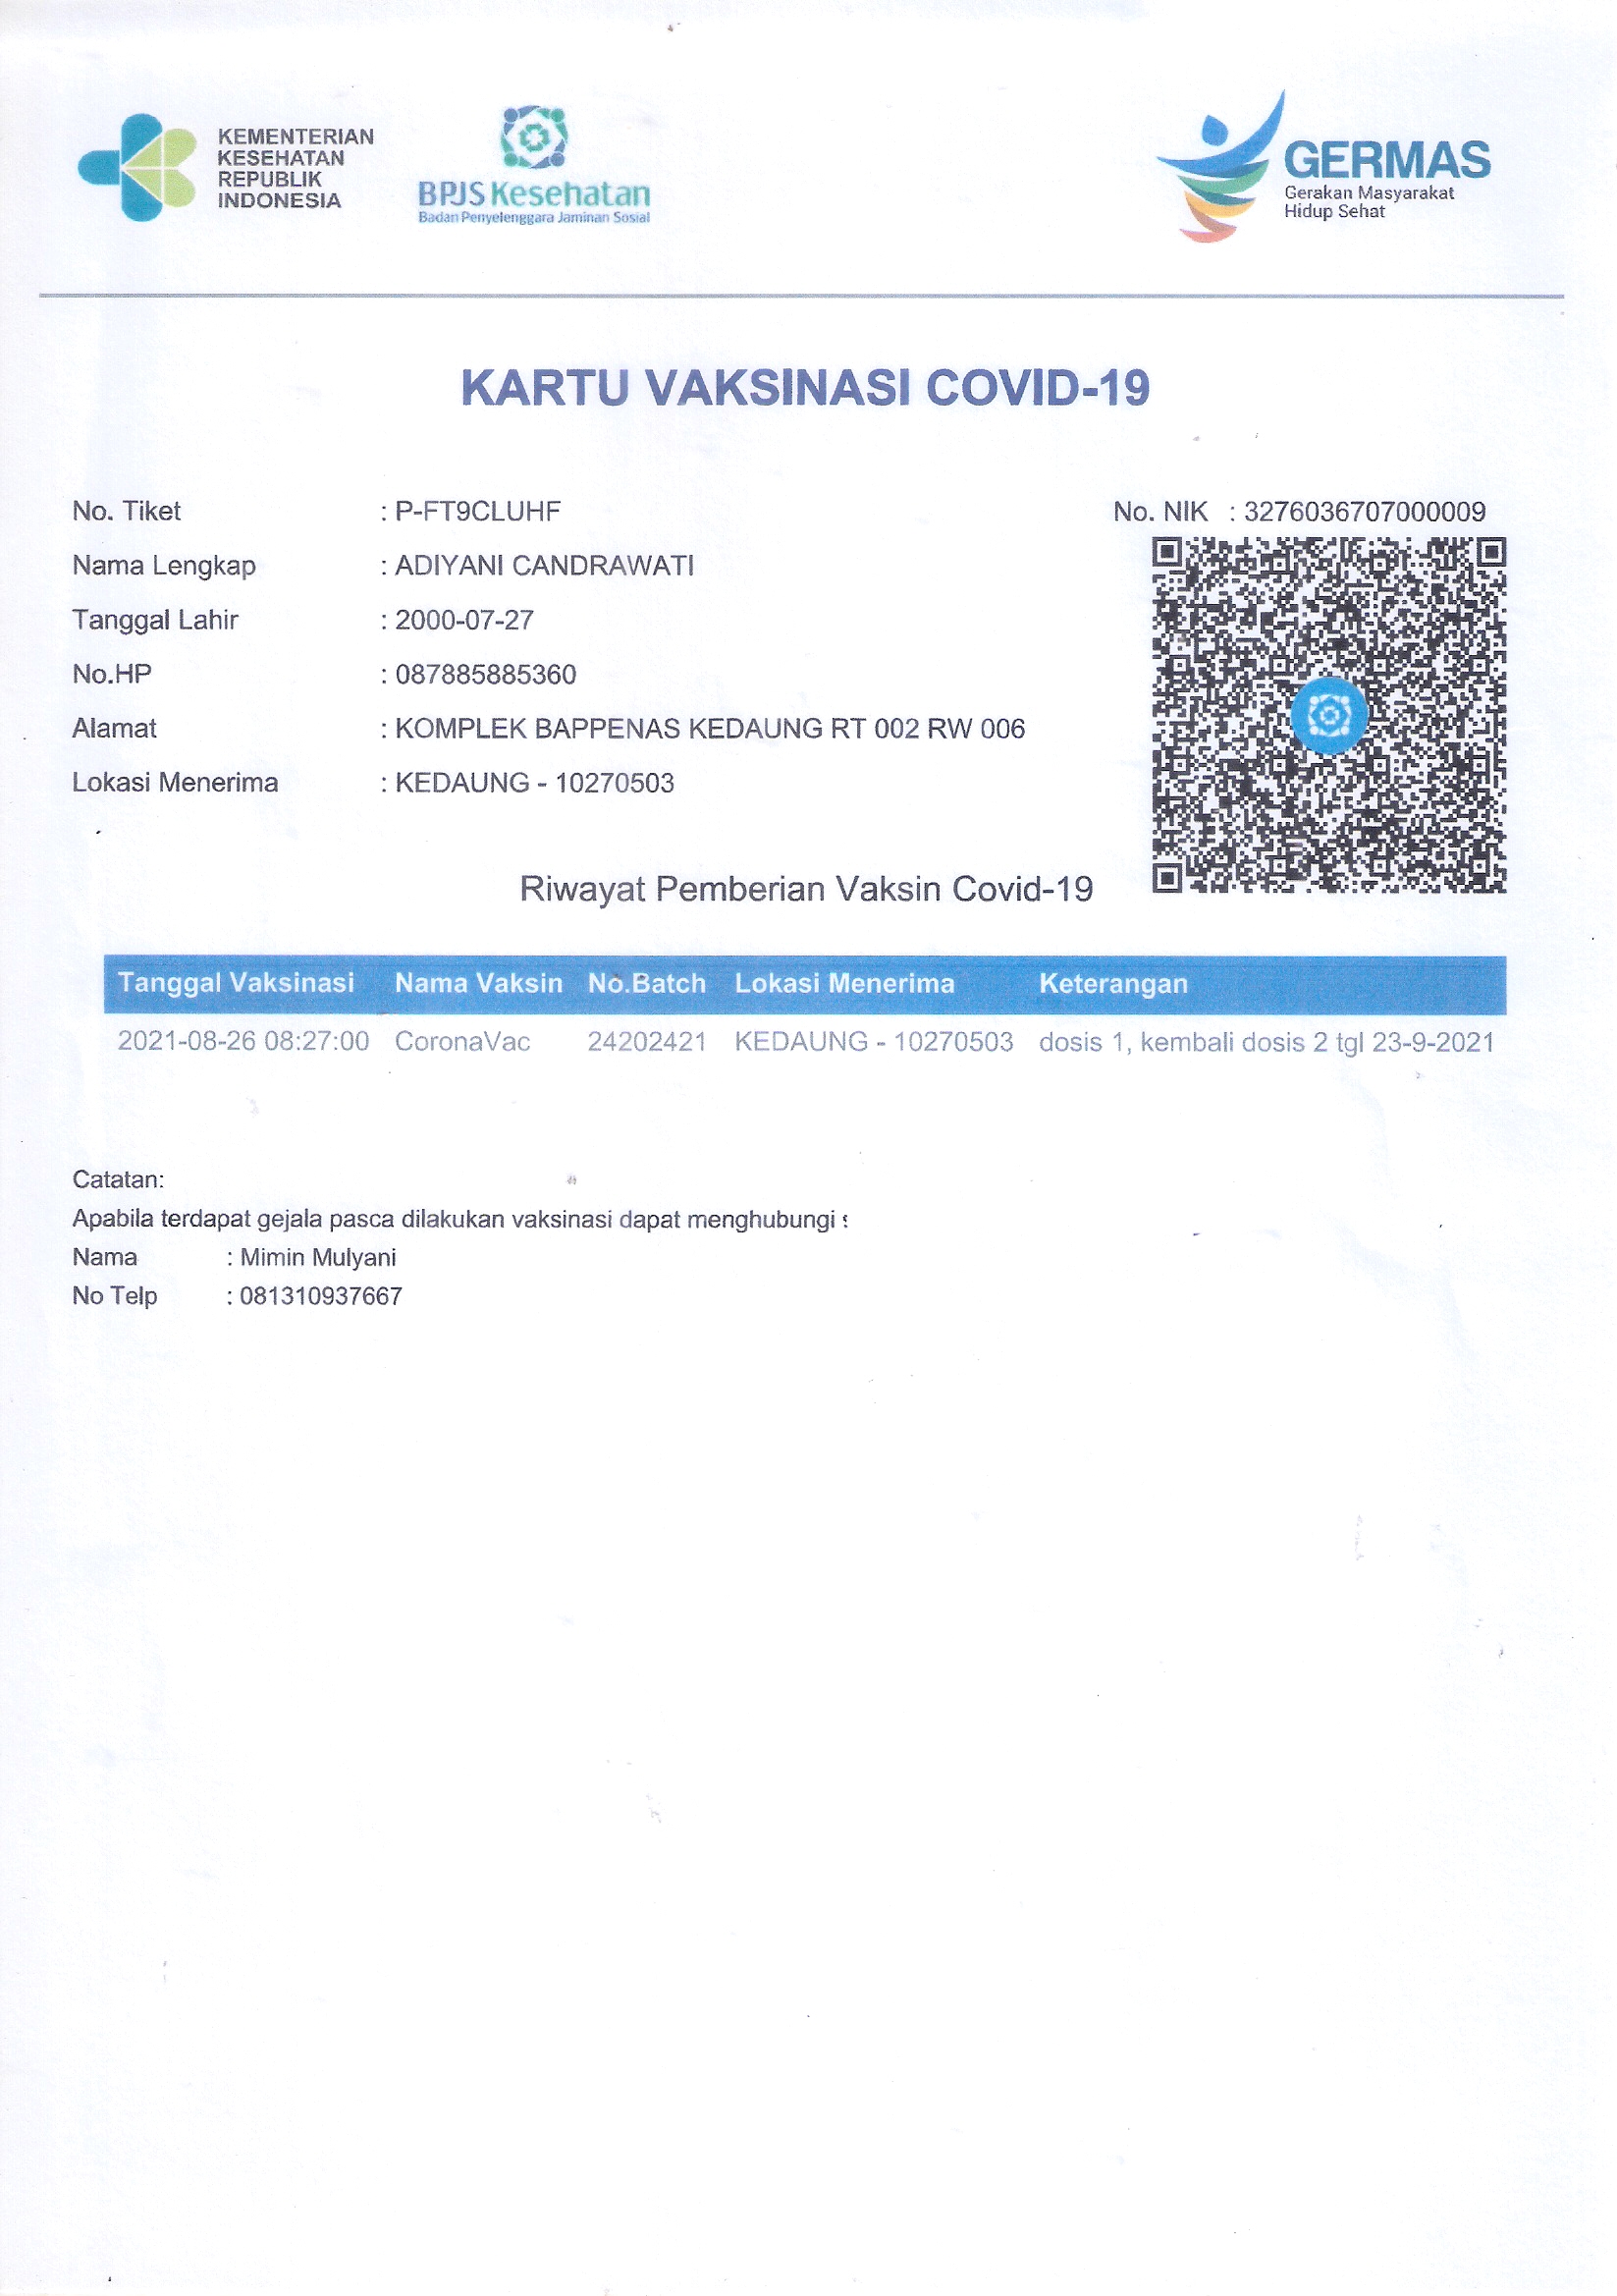 KEMENTERIAN
KESEHATAN
REPUBLIK
INDONESIA
BPJS Kesehatan
Badan Penyelenggara Jaminan Sosial
GERMAS
Gerakan Masyarakat
Hidup Sehat
KARTU VAKSINASI COVID-19
No. Tiket : P-FT9CLUHF No. NIK : 3276036707000009
Nama Lengkap : ADIYANI CANDRAWATI
Tanggal Lahir : 2000-07-27
No.HP : 087885885360
Alamat : KOMPLEK BAPPENAS KEDAUNG RT 002 RW 006
Lokasi Menerima : KEDAUNG - 10270503
Riwayat Pemberian Vaksin Covid-19
Tanggal Vaksinasi Nama Vaksin No.Batch Lokasi Menerima Keterangan
2021-08-26 08:27:00 CoronaVac 24202421 KEDAUNG - 10270503 dosis 1, kembali dosis 2 tgl 23-9-2021
Catatan:
Apabila terdapat gejala pasca dilakukan vaksinasi dapat menghubungi
Nama : Mimin Mulyani
No Telp : 081310937667